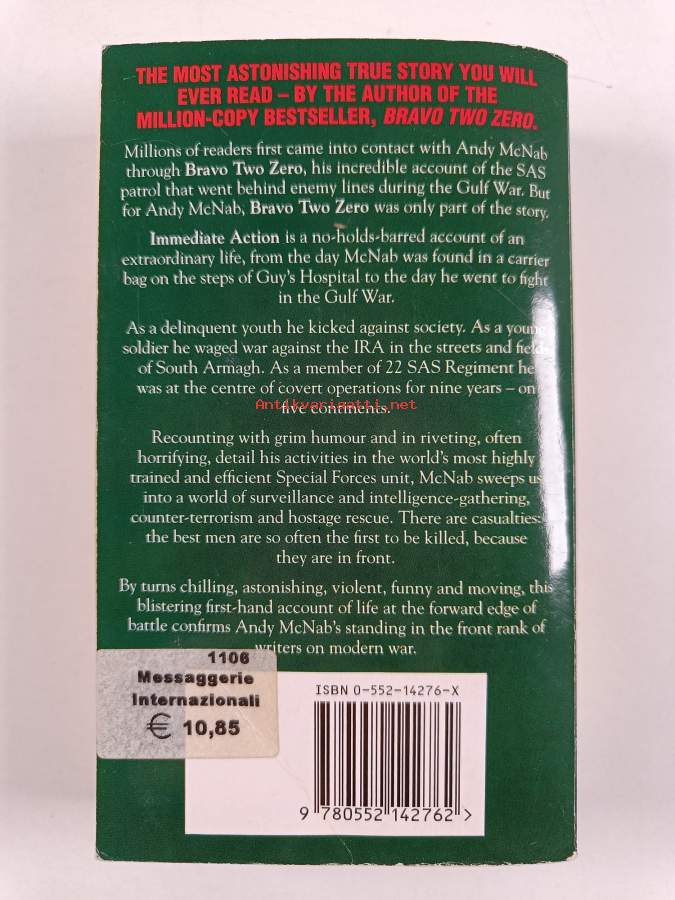 THE MOST ASTONISHING TRUE STORY YOU WILL
EVER READ – BY THE AUTHOR OF THE
MILLION-COPY BESTSELLER, BRAVO TWO ZERO.
Millions of readers first came into contact with Andy McNab
through Bravo Two Zero, his incredible account of the SAS
patrol that went behind enemy lines during the Gulf War. But
for Andy McNab, Bravo Two Zero was only part of the story.
Immediate Action is a no-holds-barred account of an
extraordinary life, from the day McNab was found in a carrier
bag on the steps of Guy's Hospital to the day he went to fight
in the Gulf War.
As a delinquent youth he kicked against society. As a young
soldier he waged war against the IRA in the streets and fields
of South Armagh. As a member of 22 SAS Regiment he
was at the centre of covert operations for nine years – on
five continents.
Antikvariaatti.net
Recounting with grim humour and in riveting, often
horrifying, detail his activities in the world's most highly
trained and efficient Special Forces unit, McNab sweeps us
into a world of surveillance and intelligence-gathering,
counter-terrorism and hostage rescue. There are casualties:
the best men are so often the first to be killed, because
they are in front.
By turns chilling, astonishing, violent, funny and moving, this
blistering first-hand account of life at the forward edge of
battle confirms Andy McNab's standing in the front rank of
writers on modern war.
1106
Messaggerie
Internazionali
€ 10,85
ISBN 0-552-14276-X
9 780552 142762 >